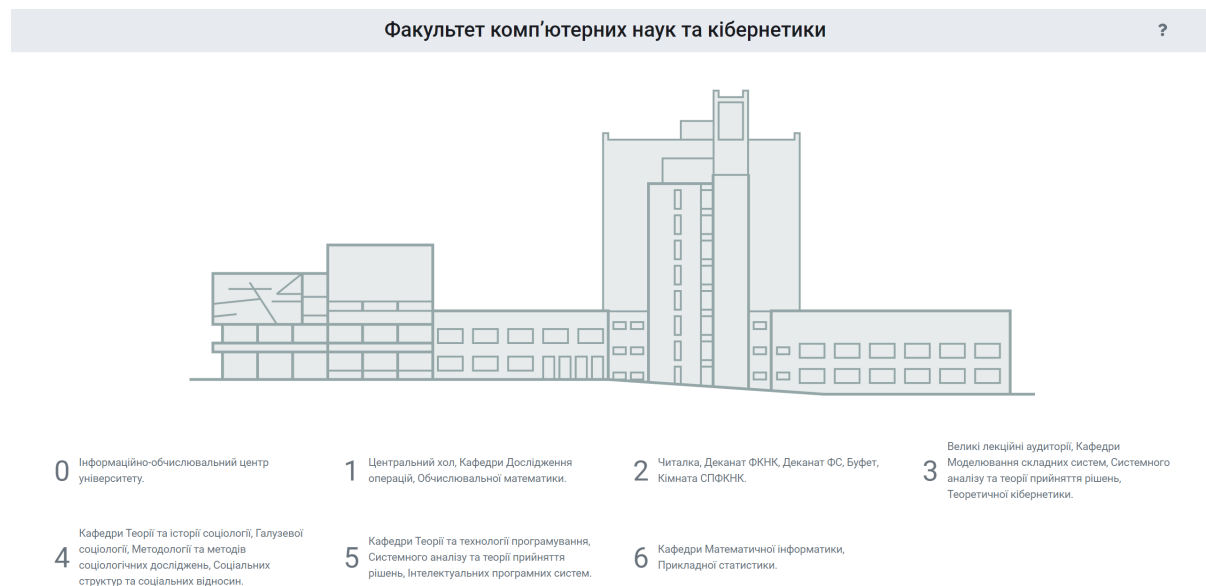 Факультет комп’ютерних наук та кібернетики
?
0
Інформаційно-обчислювальний центр
університету.
1
Центральний хол, Кафедри Дослідження
операцій, Обчислювальної математики.
2
Читалка, Деканат ФКНК, Деканат ФС, Буфет,
Кімната СПФКНК.
3
Великі лекційні аудиторії, Кафедри
Моделювання складних систем, Системного
аналізу та теорії прийняття рішень,
Теоретичної кібернетики.
4
Кафедри Теорії та історії соціології, Галузевої
соціології, Методології та методів
соціологічних досліджень, Соціальних
структур та соціальних відносин.
5
Кафедри Теорії та технології програмування,
Системного аналізу та теорії прийняття
рішень, Інтелектуальних програмних систем.
6
Кафедри Математичної інформатики,
Прикладної статистики.